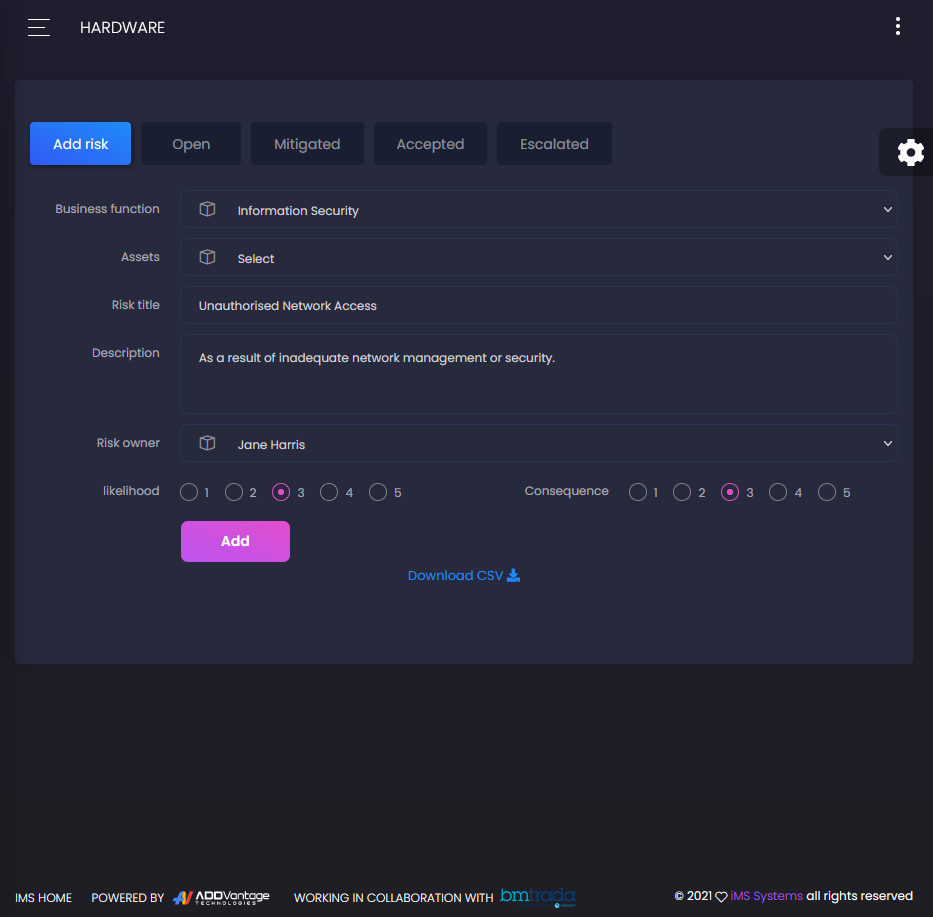 HARDWARE
Add risk Open Mitigated Accepted Escalated
Business function Information Security
Assets Select
Risk title Unauthorised Network Access
Description As a result of inadequate network management or security.
Risk owner Jane Harris
likelihood 1 2 3 4 5 Consequence 1 2 3 4 5
Add
Download CSV
IMS HOME POWERED BY ADDVantage TECHNOLOGIES WORKING IN COLLABORATION WITH bmtrada © 2021 iMS Systems all rights reserved